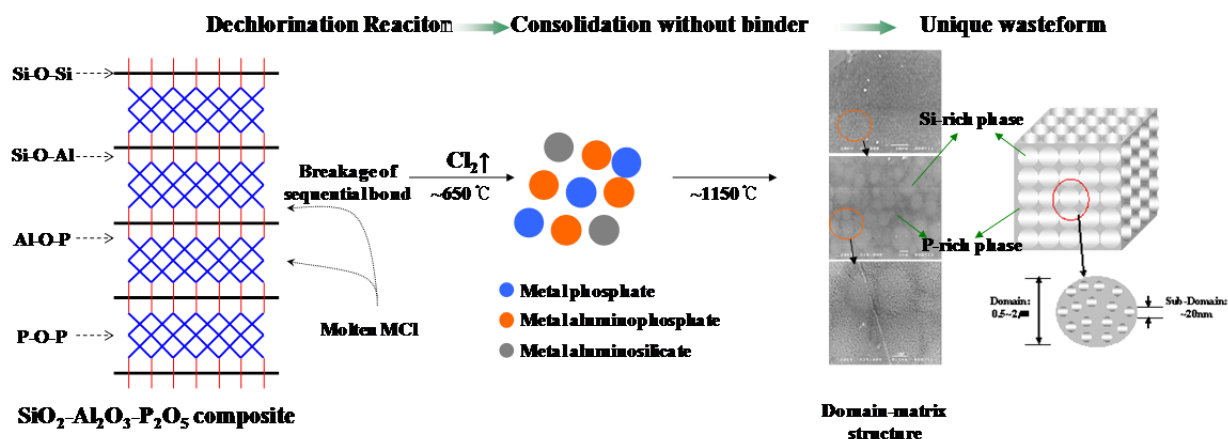 Dechlorination Reaciton
Consolidation without binder
Unique wasteform
Si-O-Si
Si-O-Al
Al-O-P
P-O-P
SiO₂-Al₂O₃-P₂O₅ composite
Breakage of
sequential bond
Molten MCl
Cl₂↑
~650 ℃
Metal phosphate
Metal aluminophosphate
Metal aluminosilicate
~1150 ℃
Si-rich phase
P-rich phase
Domain-matrix
structure
Domain:
0.5~2㎛
Sub-Domain:
~20nm